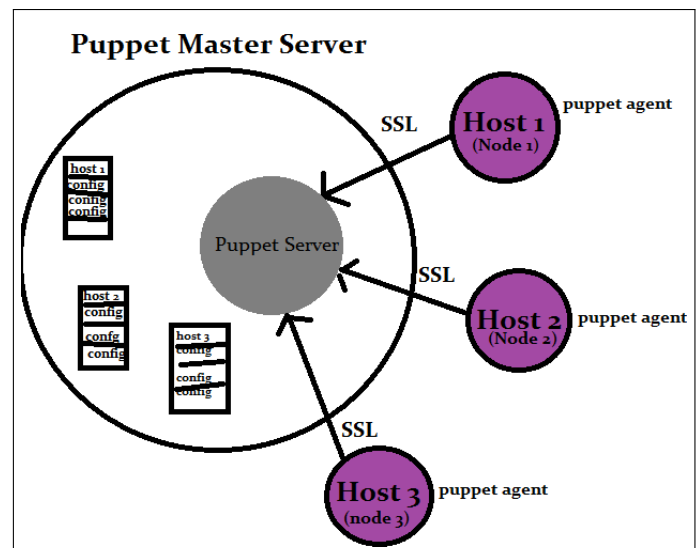 Puppet Master Server
puppet agent
SSL
Host 1
(Node 1)
host 1
config
config
config
Puppet Server
SSL
host 2
config
confg
config
Host 2
(Node 2)
puppet agent
host 3
config
config
config
SSL
Host 3
(node 3)
puppet agent